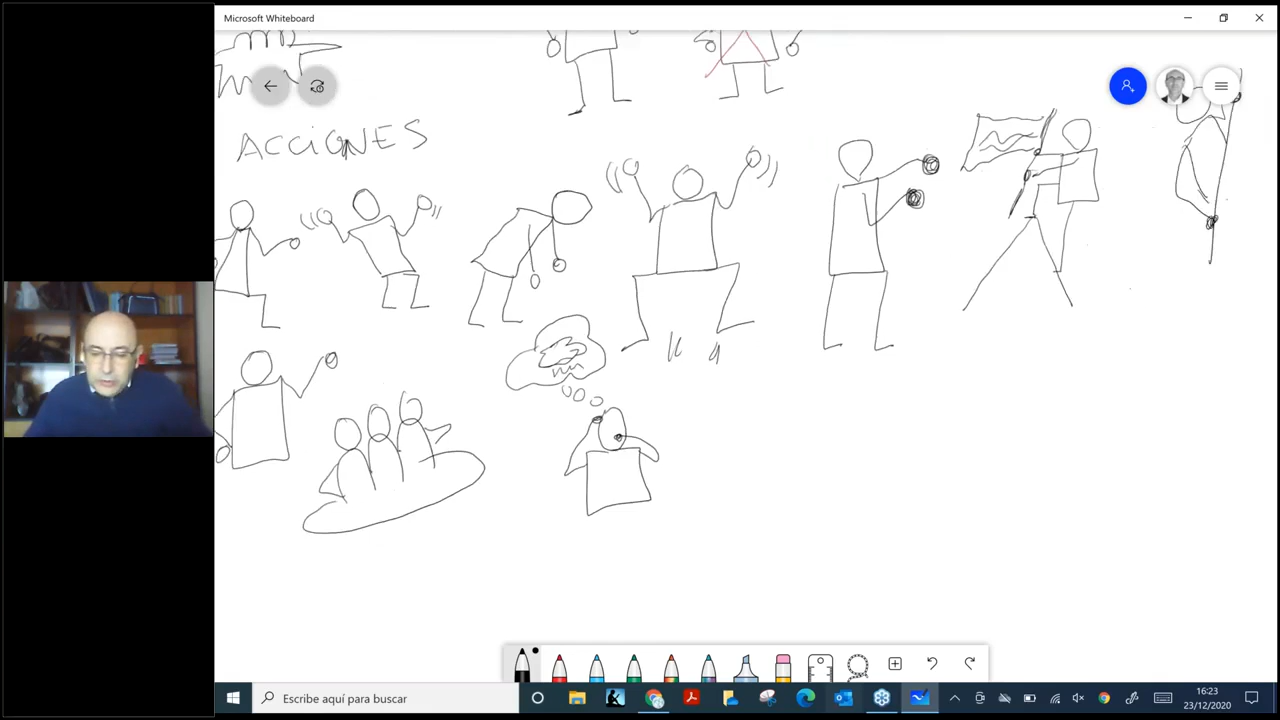 Microsoft Whiteboard
ACCIONES
Escribe aquí para buscar
16:23
23/12/2020